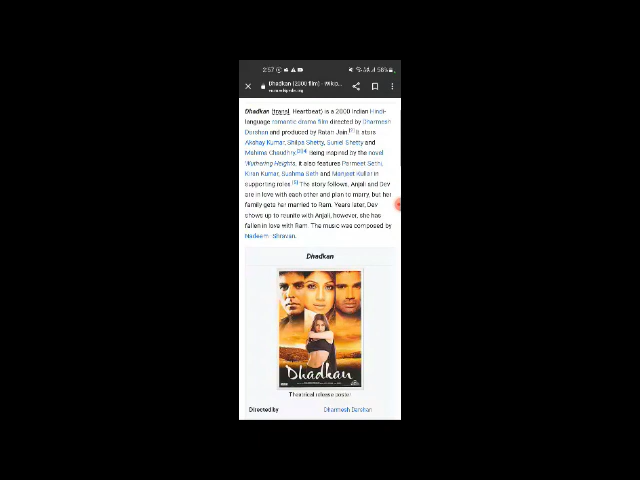 2:57
58%
Dhadkan (2000 film) - Wikip...
Dhadkan (transl. Heartbeat) is a 2000 Indian Hindi-
language romantic drama film directed by Dharmesh
Darshan and produced by Ratan Jain.[2] It stars
Akshay Kumar, Shilpa Shetty, Suniel Shetty and
Mahima Chaudhry. Being inspired by the novel
Wuthering Heights, it also features Parmeet Sethi,
Kiran Kumar, Sushma Seth and Manjeet Kullar in
supporting roles The story follows, Anjali and Dev
are in love with each other and plan to marry, but her
family gets her married to Ram. Years later, Dev
shows up to reunite with Anjali, however, she has
fallen in love with Ram. The music was composed by
Nadeem-Shravan.
Dhadkan
Dhadkan
Theatrical release poster
Directed by Dharmesh Darshan